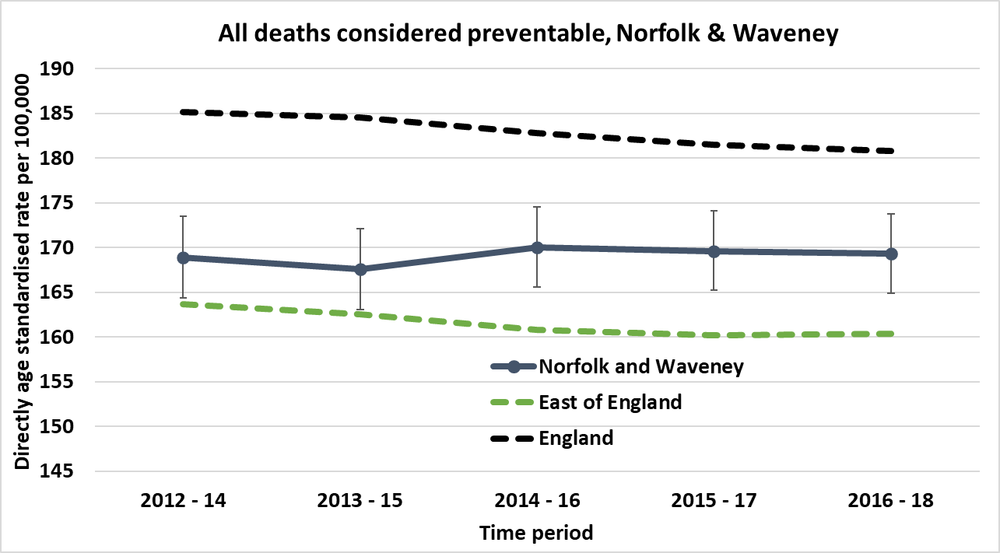 All deaths considered preventable, Norfolk & Waveney
Directly age standardised rate per 100,000
190
185
180
175
170
165
160
155
150
145
Norfolk and Waveney
East of England
England
2012 - 14
2013 - 15
2014 - 16
2015 - 17
2016 - 18
Time period